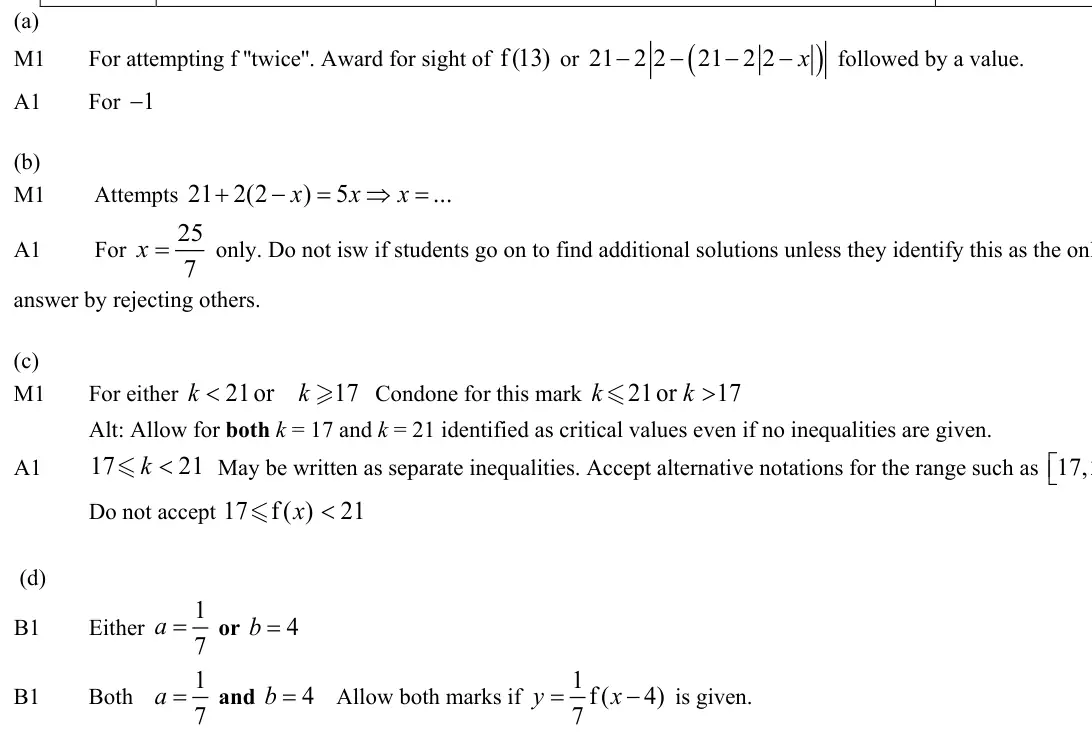 (a)
M1 For attempting f "twice". Award for sight of f(13) or 21−2|2−(21−2|2−x|)| followed by a value.
A1 For −1
(b)
M1 Attempts 21+2(2−x)=5x⇒x=...
A1 For x=25/7 only. Do not isw if students go on to find additional solutions unless they identify this as the
answer by rejecting others.
(c)
M1 For either k<21 or k⩾17 Condone for this mark k⩽21 or k>17
Alt: Allow for both k = 17 and k = 21 identified as critical values even if no inequalities are given.
A1 17⩽k<21 May be written as separate inequalities. Accept alternative notations for the range such as [17,
Do not accept 17⩽f(x)<21
(d)
B1 Either a=1/7 or b=4
B1 Both a=1/7 and b=4 Allow both marks if y=1/7f(x−4) is given.